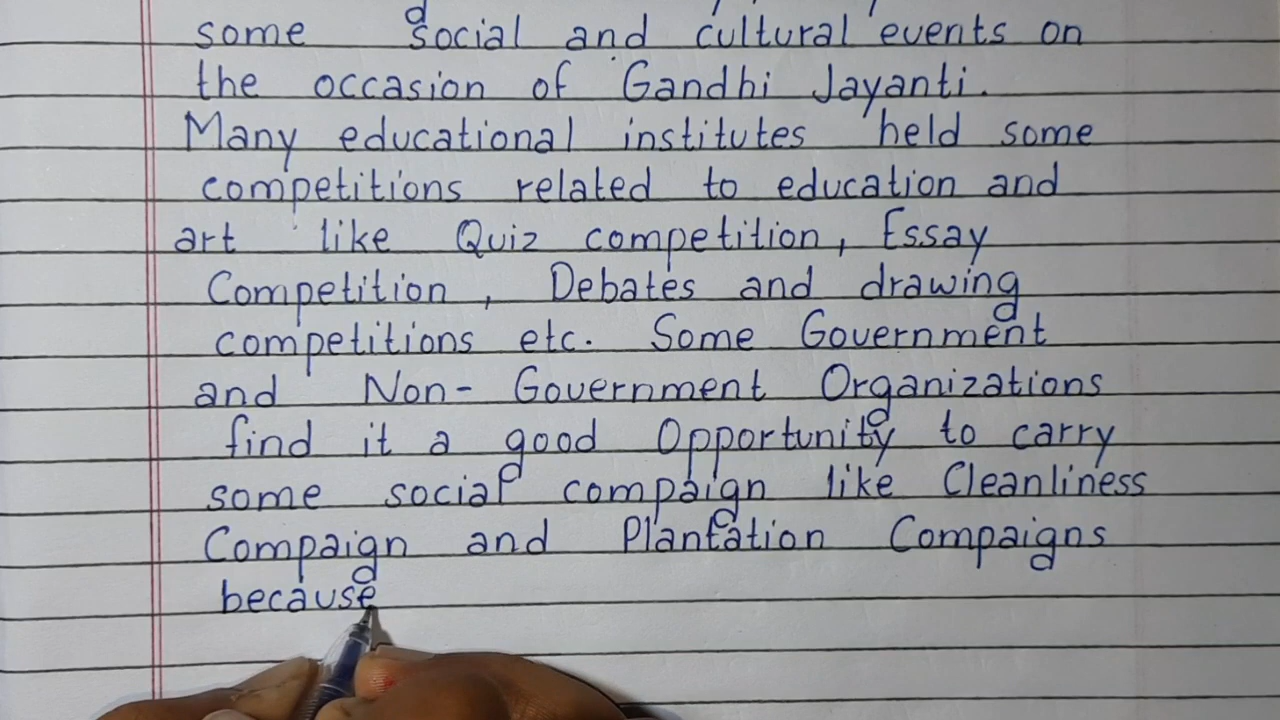 some social and cultural events on
the occasion of Gandhi Jayanti.
Many educational institutes held some
competitions related to education and
art like Quiz competition, Essay
Competition, Debates and drawing
competitions etc. Some Government
and Non-Government Organizations
find it a good Opportunity to carry
some social compaign like Cleanliness
Compaign and Plantation Compaigns
because